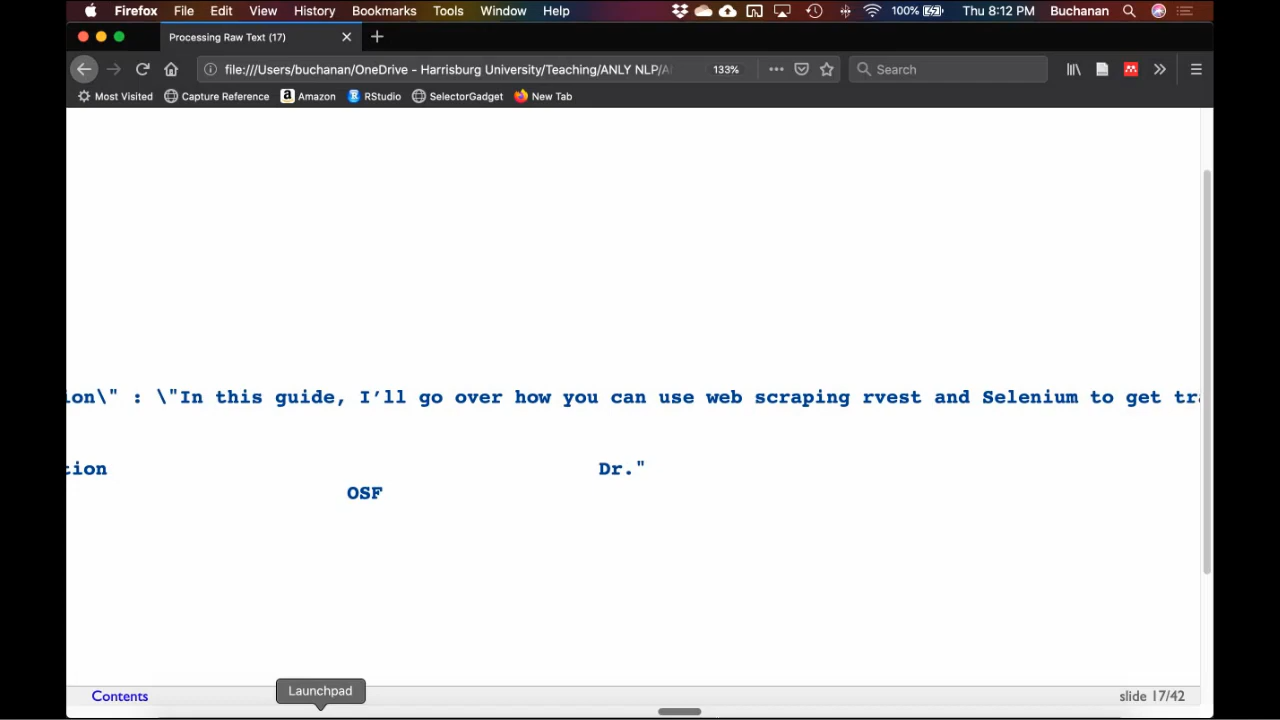 Firefox File Edit View History Bookmarks Tools Window Help 100% Thu 8:12 PM Buchanan
Processing Raw Text (17)
file:///Users/buchanan/OneDrive - Harrisburg University/Teaching/ANLY NLP/A 133% Search
Most Visited Capture Reference Amazon RStudio SelectorGadget New Tab
ion\" : \"In this guide, I’ll go over how you can use web scraping rvest and Selenium to get tra
tion Dr."
OSF
Launchpad
Contents slide 17/42